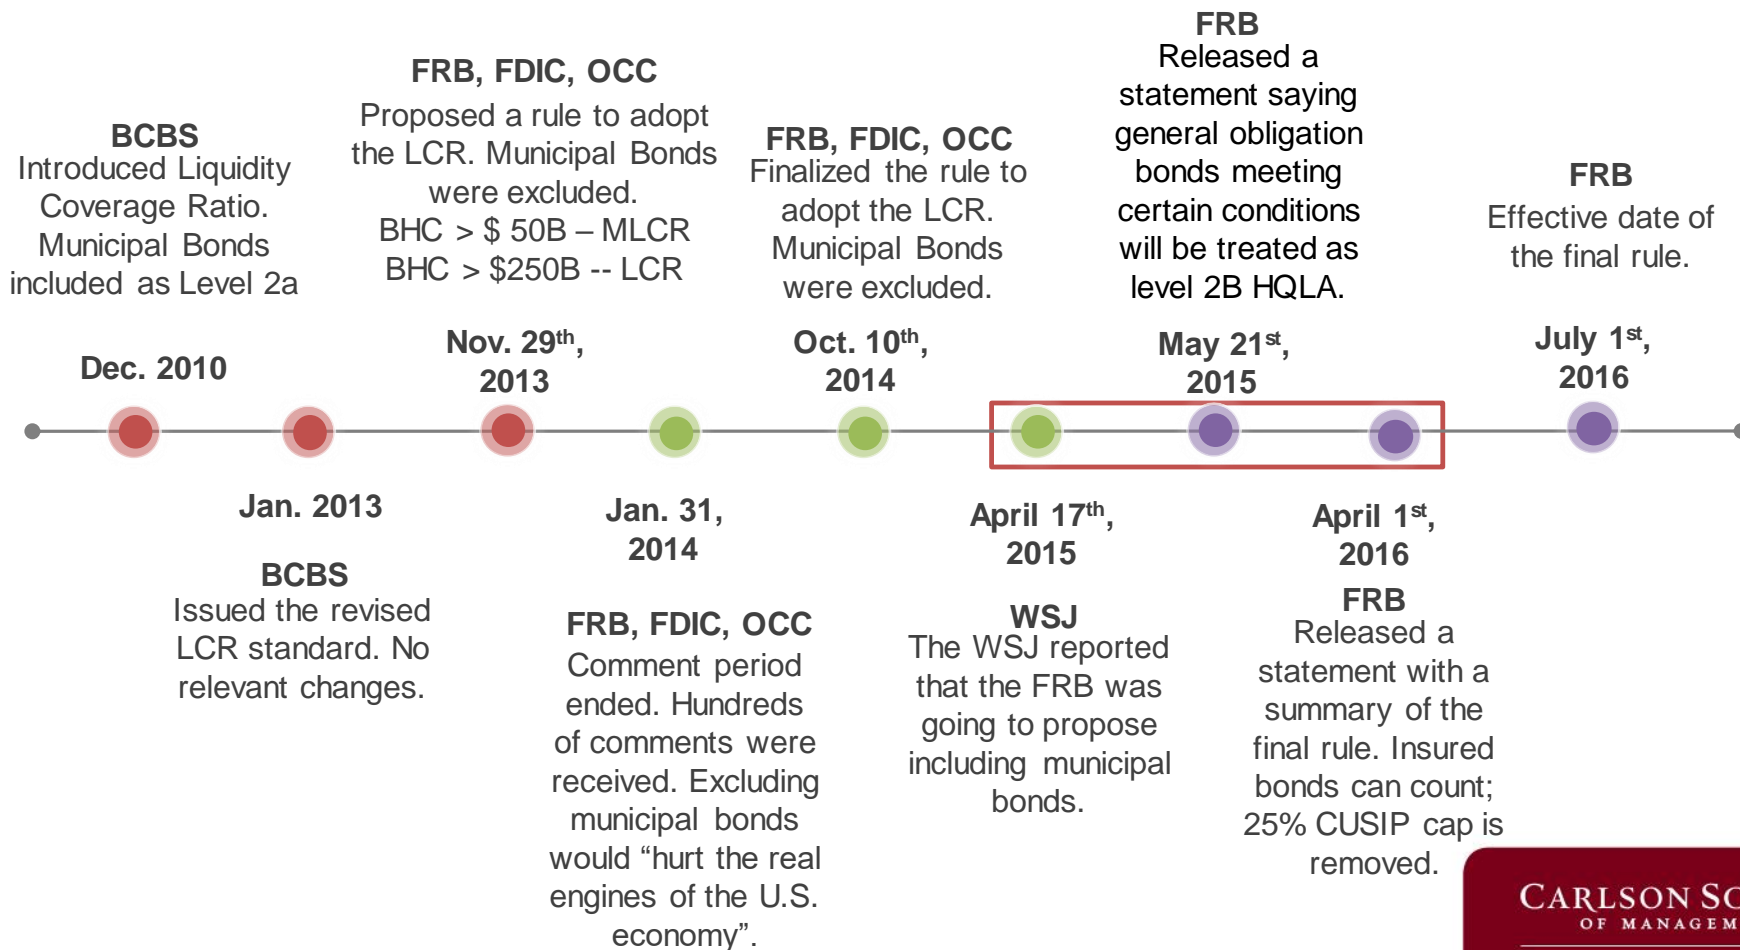 BCBS
Introduced Liquidity
Coverage Ratio.
Municipal Bonds
included as Level 2a
Dec. 2010
Jan. 2013
BCBS
Issued the revised
LCR standard. No
relevant changes.
FRB, FDIC, OCC
Proposed a rule to adopt
the LCR. Municipal Bonds
were excluded.
BHC > $ 50B – MLCR
BHC > $250B -- LCR
Nov. 29th,
2013
Jan. 31,
2014
FRB, FDIC, OCC
Comment period
ended. Hundreds
of comments were
received. Excluding
municipal bonds
would “hurt the real
engines of the U.S.
economy”.
FRB, FDIC, OCC
Finalized the rule to
adopt the LCR.
Municipal Bonds
were excluded.
Oct. 10th,
2014
April 17th,
2015
WSJ
The WSJ reported
that the FRB was
going to propose
including municipal
bonds.
FRB
Released a
statement saying
general obligation
bonds meeting
certain conditions
will be treated as
level 2B HQLA.
May 21st,
2015
April 1st,
2016
FRB
Released a
statement with a
summary of the
final rule. Insured
bonds can count;
25% CUSIP cap is
removed.
FRB
Effective date of
the final rule.
July 1st,
2016
CARLSON
OF